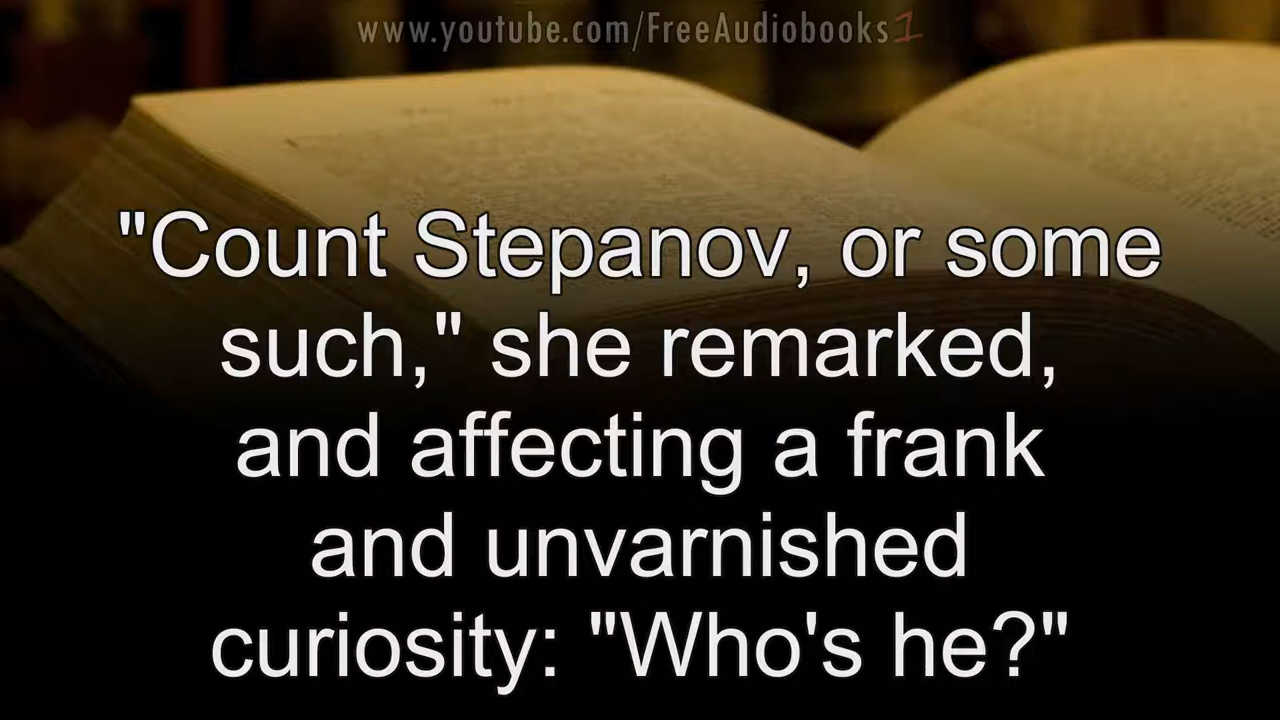 www.youtube.com/FreeAudiobooks1
"Count Stepanov, or some
such," she remarked,
and affecting a frank
and unvarnished
curiosity: "Who's he?"